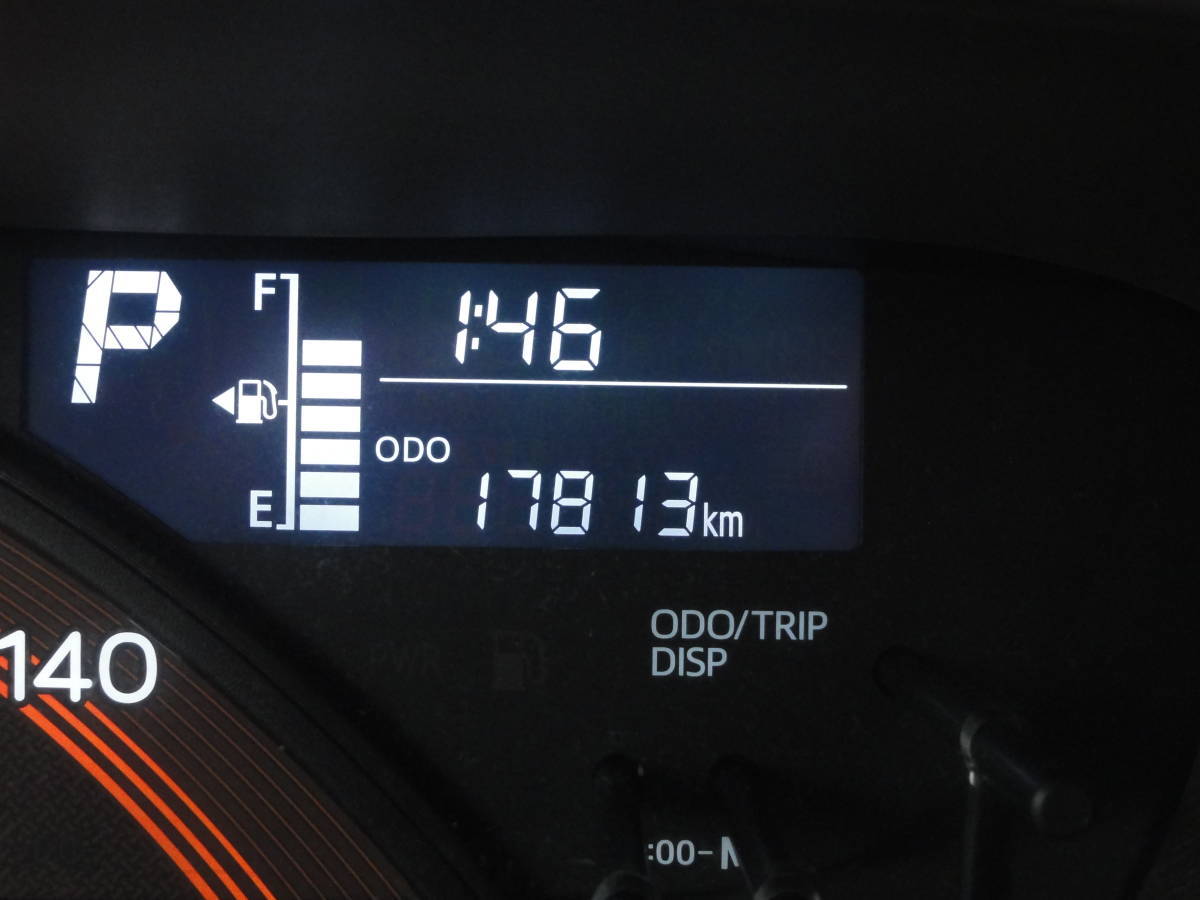 P
F
1:46
ODO
E
17813km
140
ODO/TRIP
DISP
:00-